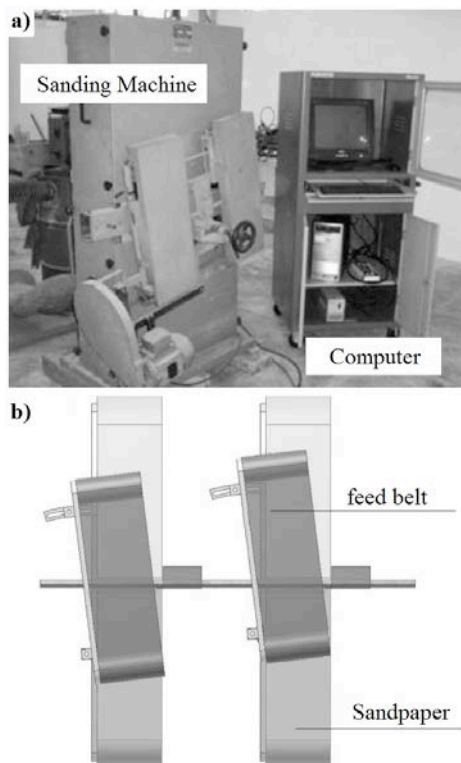 a)
Sanding Machine
Computer
b)
feed belt
Sandpaper